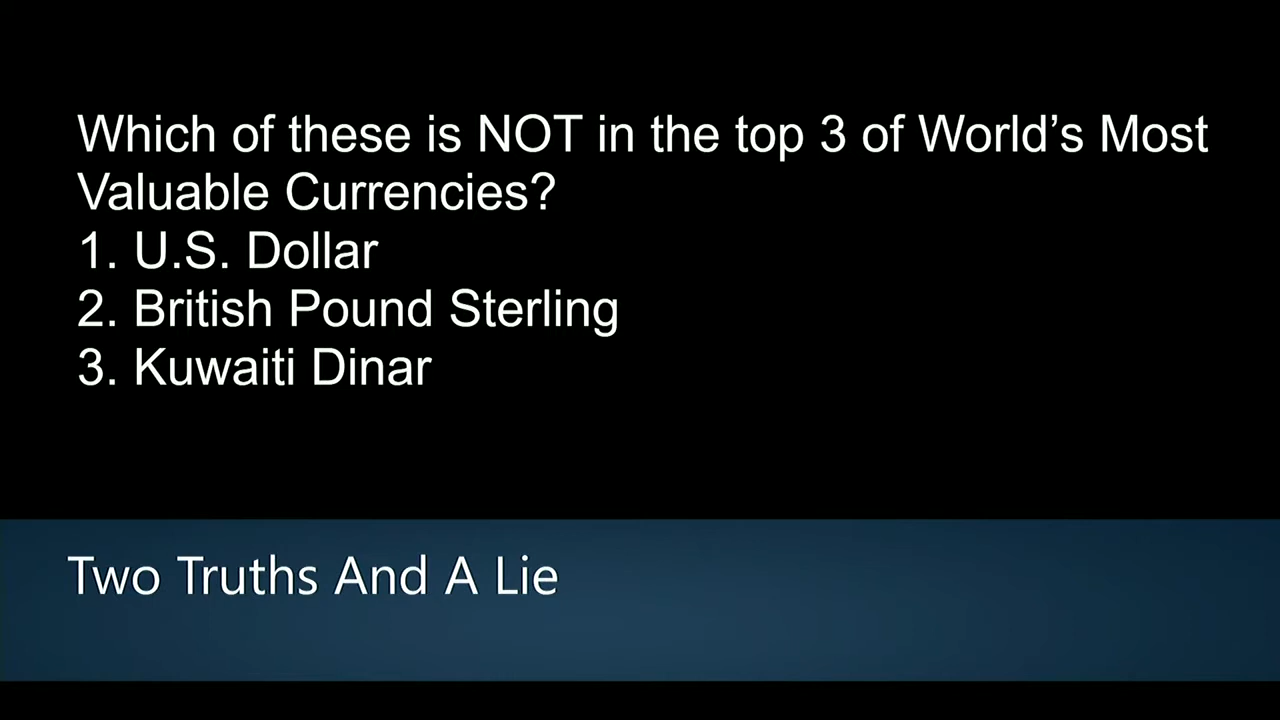 Which of these is NOT in the top 3 of World’s Most
Valuable Currencies?
1. U.S. Dollar
2. British Pound Sterling
3. Kuwaiti Dinar
Two Truths And A Lie